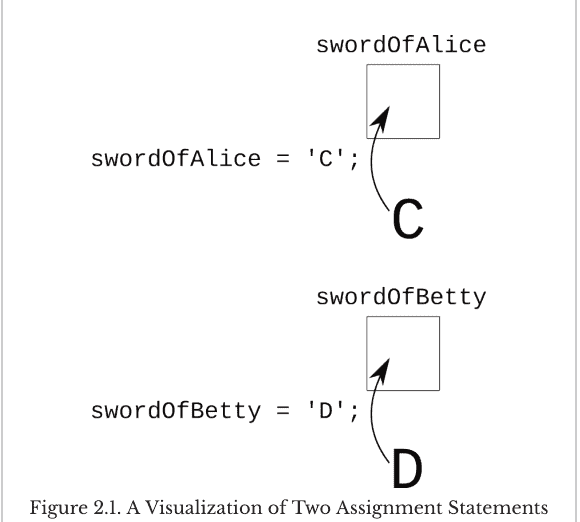 swordOfAlice
swordOfAlice = 'C';
C
swordOfBetty
swordOfBetty = 'D';
D
Figure 2.1. A Visualization of Two Assignment Statements